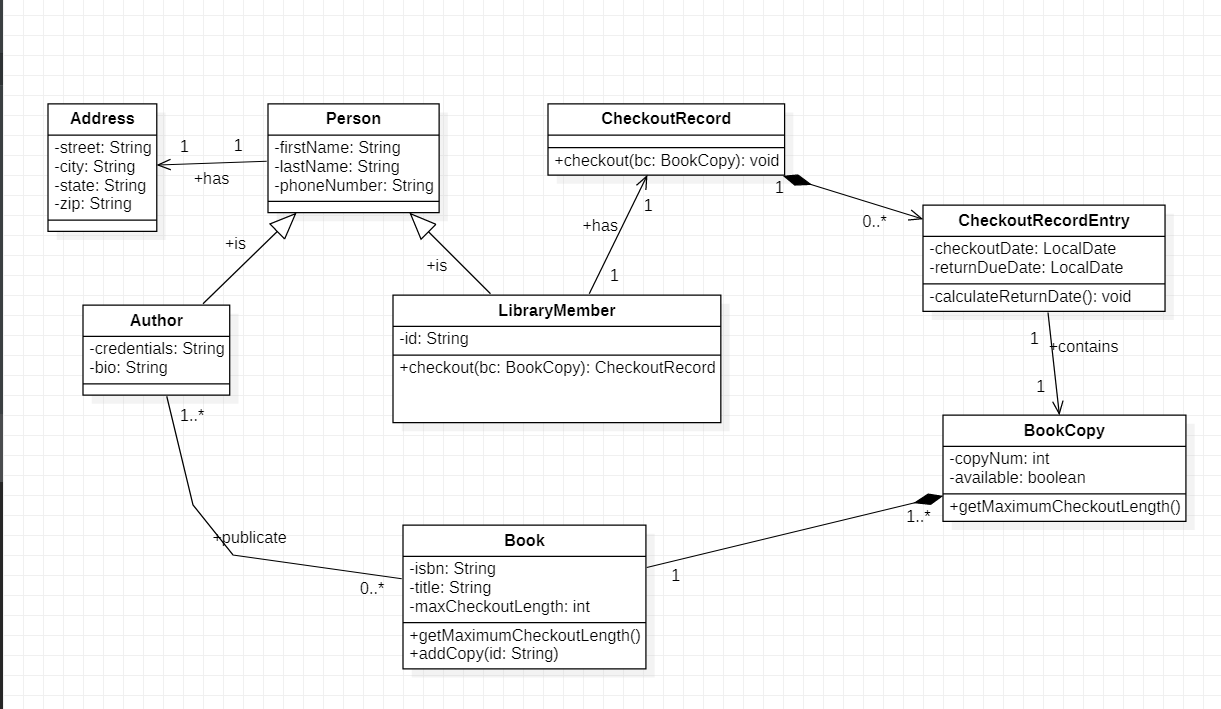 Address
-street: String
-city: String
-state: String
-zip: String
1
1
+has
Person
-firstName: String
-lastName: String
-phoneNumber: String
CheckoutRecord
+checkout(bc: BookCopy): void
1
0..*
CheckoutRecordEntry
-checkoutDate: LocalDate
-returnDueDate: LocalDate
-calculateReturnDate(): void
+is
+is
+has
1
1
Author
-credentials: String
-bio: String
LibraryMember
-id: String
+checkout(bc: BookCopy): CheckoutRecord
1
+contains
1
BookCopy
-copyNum: int
-available: boolean
+getMaximumCheckoutLength()
1..*
+publicate
0..*
Book
-isbn: String
-title: String
-maxCheckoutLength: int
+getMaximumCheckoutLength()
+addCopy(id: String)
1
1..*